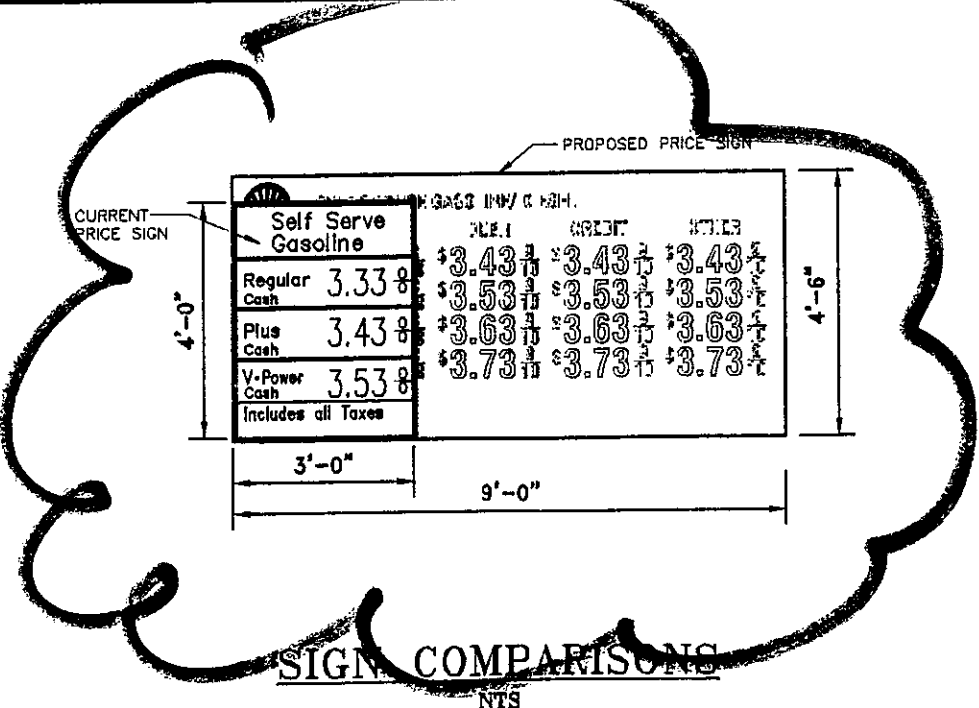 PROPOSED PRICE SIGN
CURRENT
PRICE SIGN
Self Serve
Gasoline
CREDIT
Regular 3.33
Cash
Plus 3.43
Cash
V-Power 3.53
Cash
Includes all Taxes
$3.43 $3.43 $3.43
$3.53 $3.53 $3.53
$3.63 $3.63 $3.63
$3.73 $3.73 $3.73
4'-0"
4'-6"
3'-0"
9'-0"
SIGN COMPARISONS
NTS